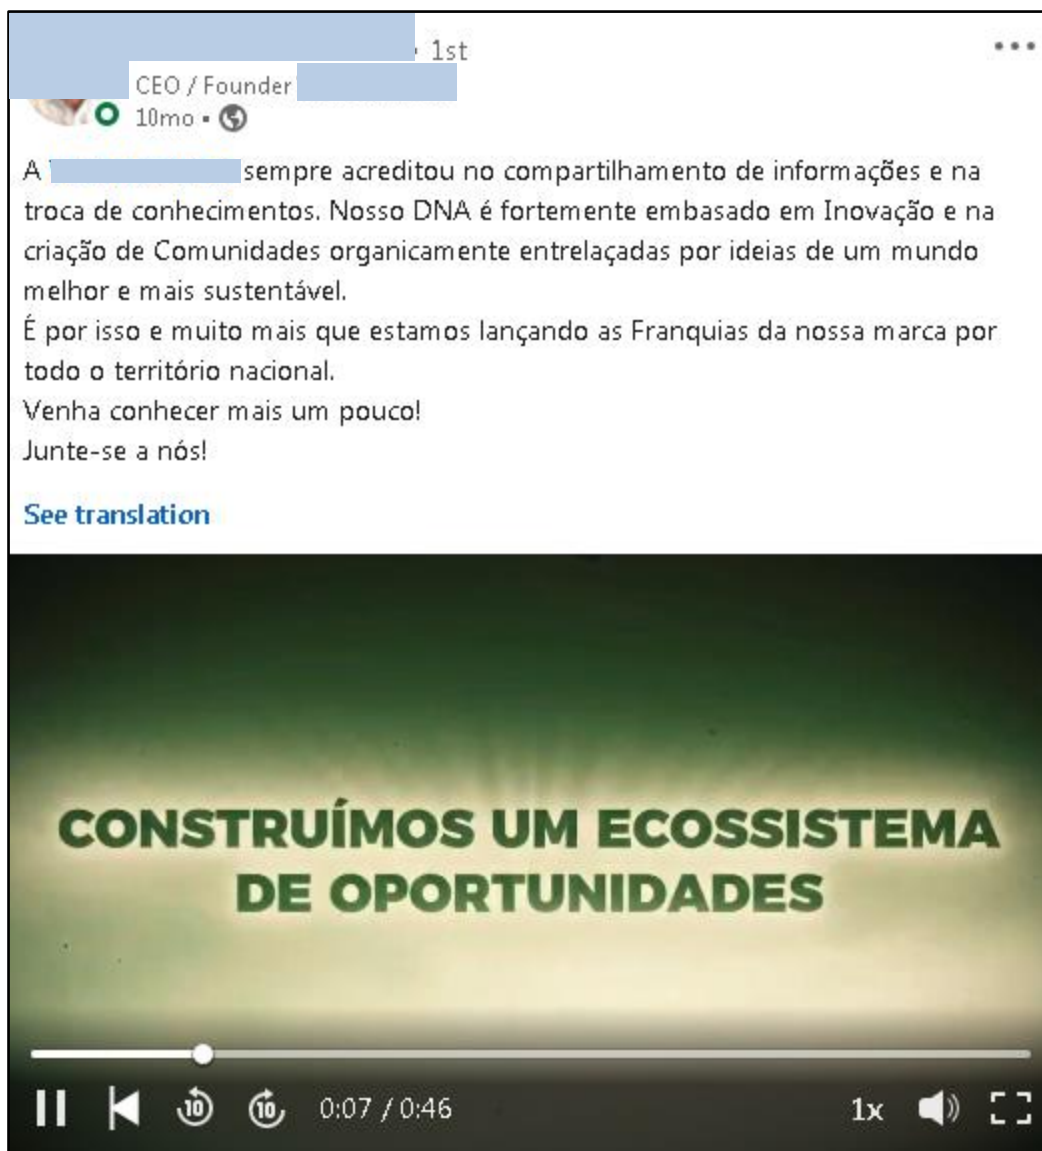 • 1st
CEO / Founder
10mo •
A sempre acreditou no compartilhamento de informações e na
troca de conhecimentos. Nosso DNA é fortemente embasado em Inovação e na
criação de Comunidades organicamente entrelaçadas por ideias de um mundo
melhor e mais sustentável.
É por isso e muito mais que estamos lançando as Franquias da nossa marca por
todo o território nacional.
Venha conhecer mais um pouco!
Junte-se a nós!
See translation
CONSTRUÍMOS UM ECOSSISTEMA
DE OPORTUNIDADES
10 10 0:07 / 0:46 1x